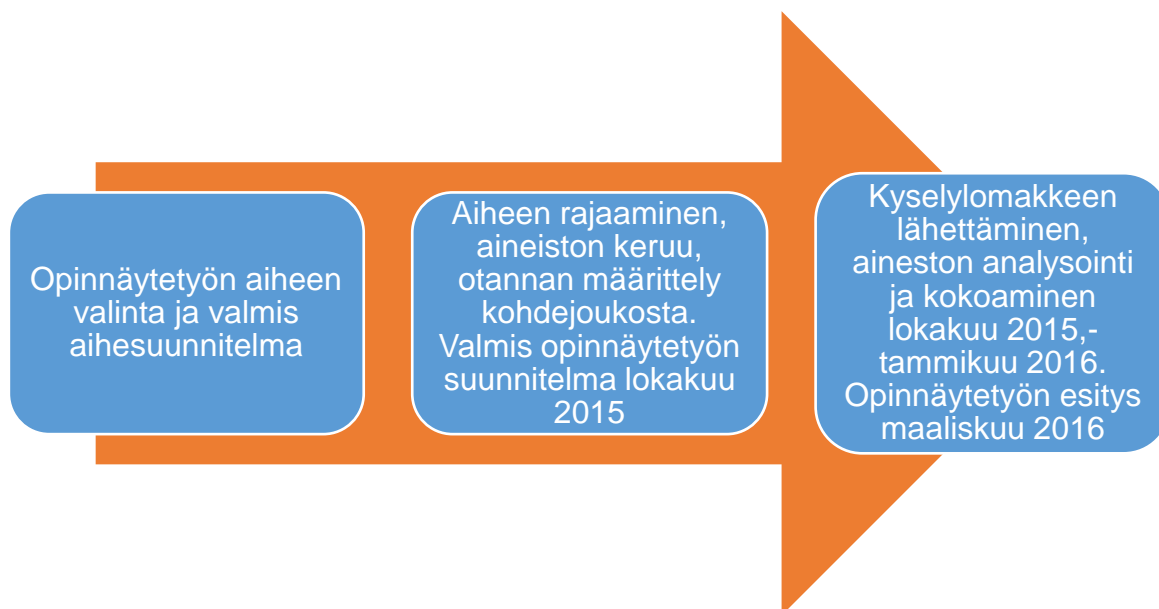 Opinnäytetyön aiheen
valinta ja valmis
aihesuunnitelma
Aiheen rajaaminen,
aineiston keruu,
otannan määrittely
kohdejoukosta.
Valmis opinnäytetyön
suunnitelma lokakuu
2015
Kyselylomakkeen
lähettäminen,
aineston analysointi
ja kokoaminen
lokakuu 2015,-
tammikuu 2016.
Opinnäytetyön esitys
maaliskuu 2016